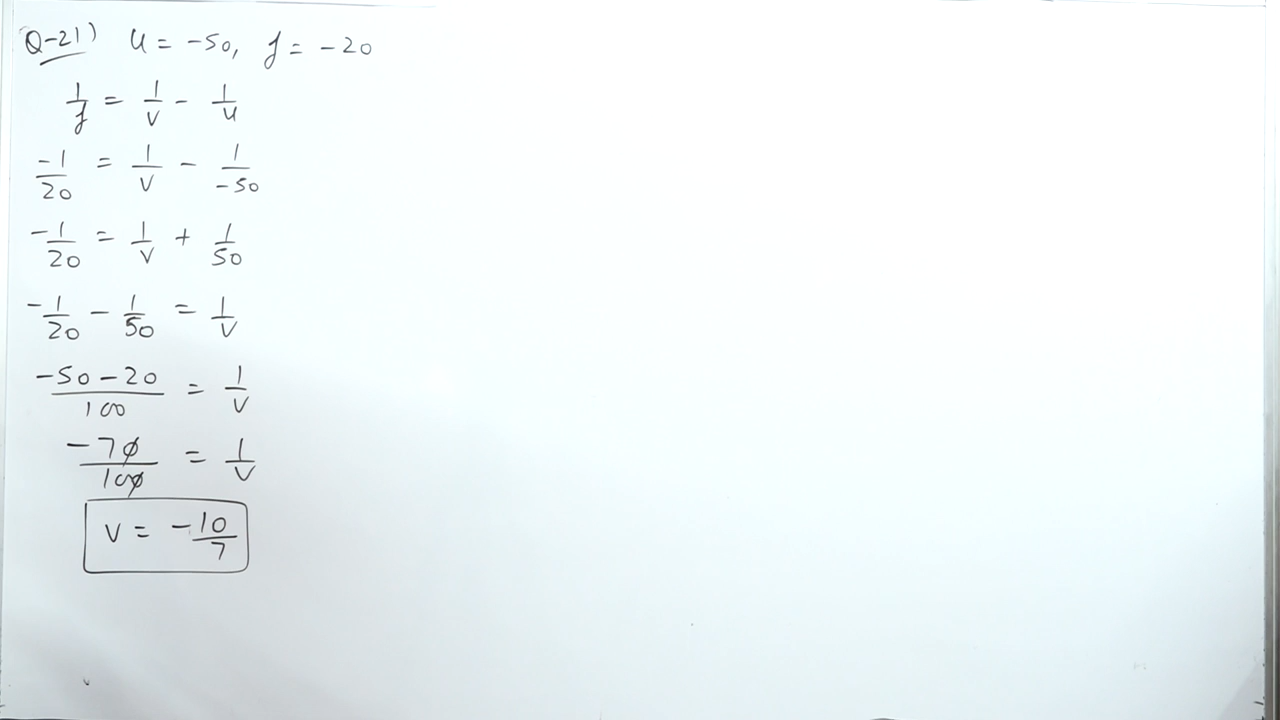 Q-21) u = -50, f = -20
1/f = 1/v - 1/u
-1/20 = 1/v - 1/-50
-1/20 = 1/v + 1/50
-1/20 - 1/50 = 1/v
-50-20/100 = 1/v
-70/100 = 1/v
v = -10/7